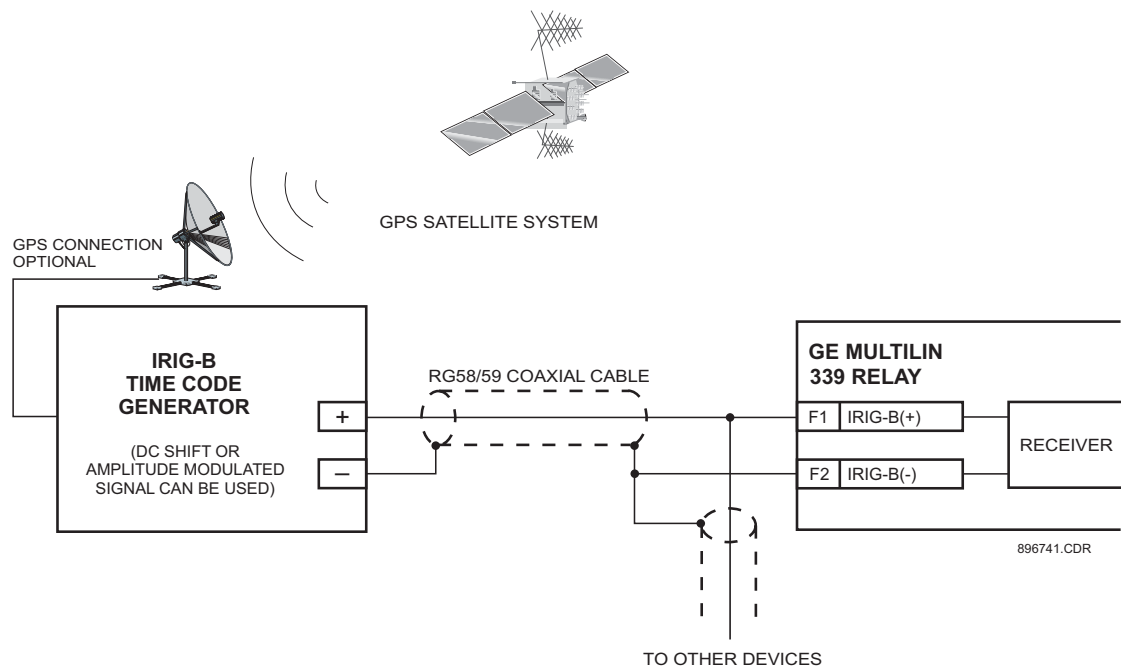 GPS SATELLITE SYSTEM
GPS CONNECTION
OPTIONAL
IRIG-B
TIME CODE
GENERATOR
(DC SHIFT OR
AMPLITUDE MODULATED
SIGNAL CAN BE USED)
+
–
RG58/59 COAXIAL CABLE
GE MULTILIN
339 RELAY
F1 IRIG-B(+)
F2 IRIG-B(-)
RECEIVER
896741.CDR
TO OTHER DEVICES